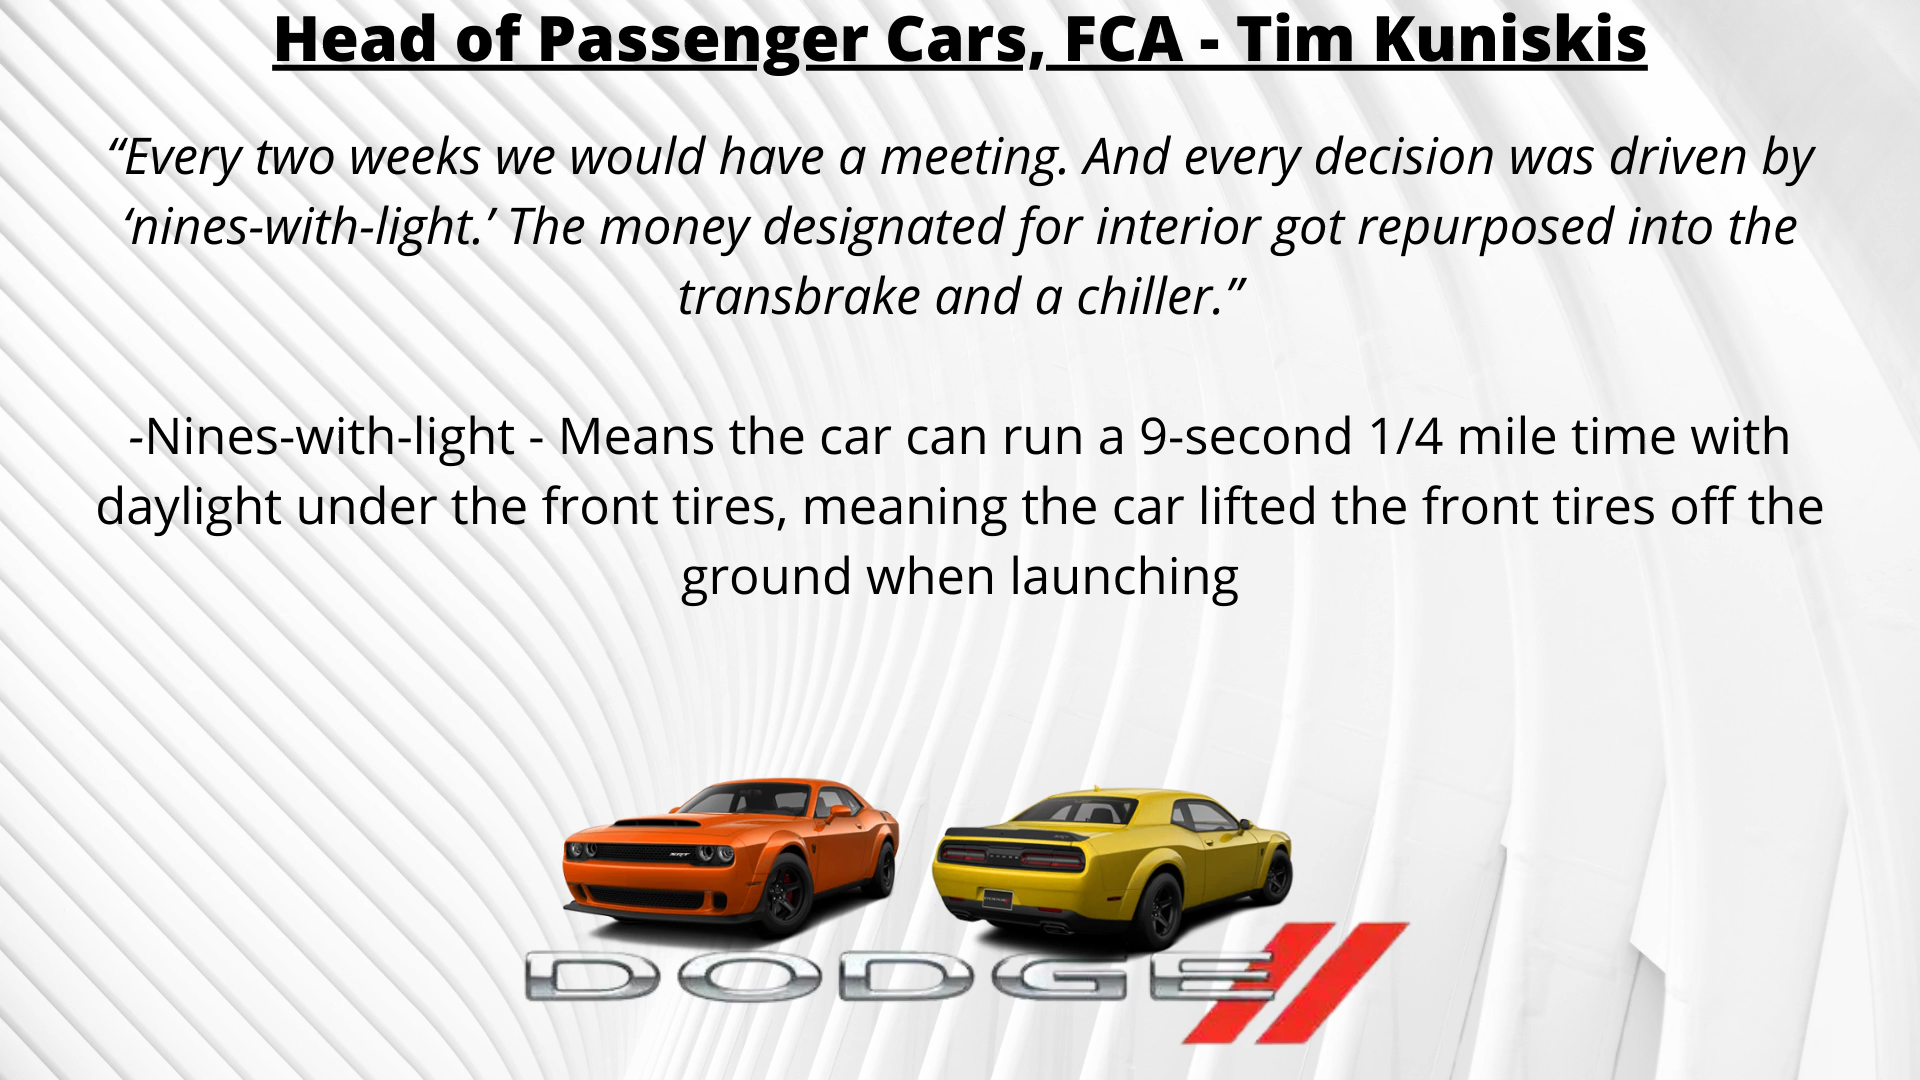 Head of Passenger Cars, FCA - Tim Kuniskis
“Every two weeks we would have a meeting. And every decision was driven by
‘nines-with-light.’ The money designated for interior got repurposed into the
transbrake and a chiller.”
-Nines-with-light - Means the car can run a 9-second 1/4 mile time with
daylight under the front tires, meaning the car lifted the front tires off the
ground when launching
SRT
DODGE